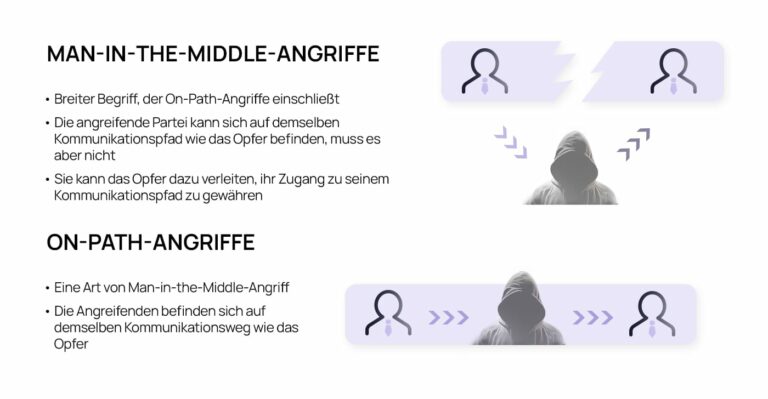 MAN-IN-THE-MIDDLE-ANGRIFFE
• Breiter Begriff, der On-Path-Angriffe einschließt
• Die angreifende Partei kann sich auf demselben
Kommunikationspfad wie das Opfer befinden, muss es
aber nicht
• Sie kann das Opfer dazu verleiten, ihr Zugang zu seinem
Kommunikationspfad zu gewähren
ON-PATH-ANGRIFFE
• Eine Art von Man-in-the-Middle-Angriff
• Die Angreifenden befinden sich auf
demselben Kommunikationsweg wie das
Opfer